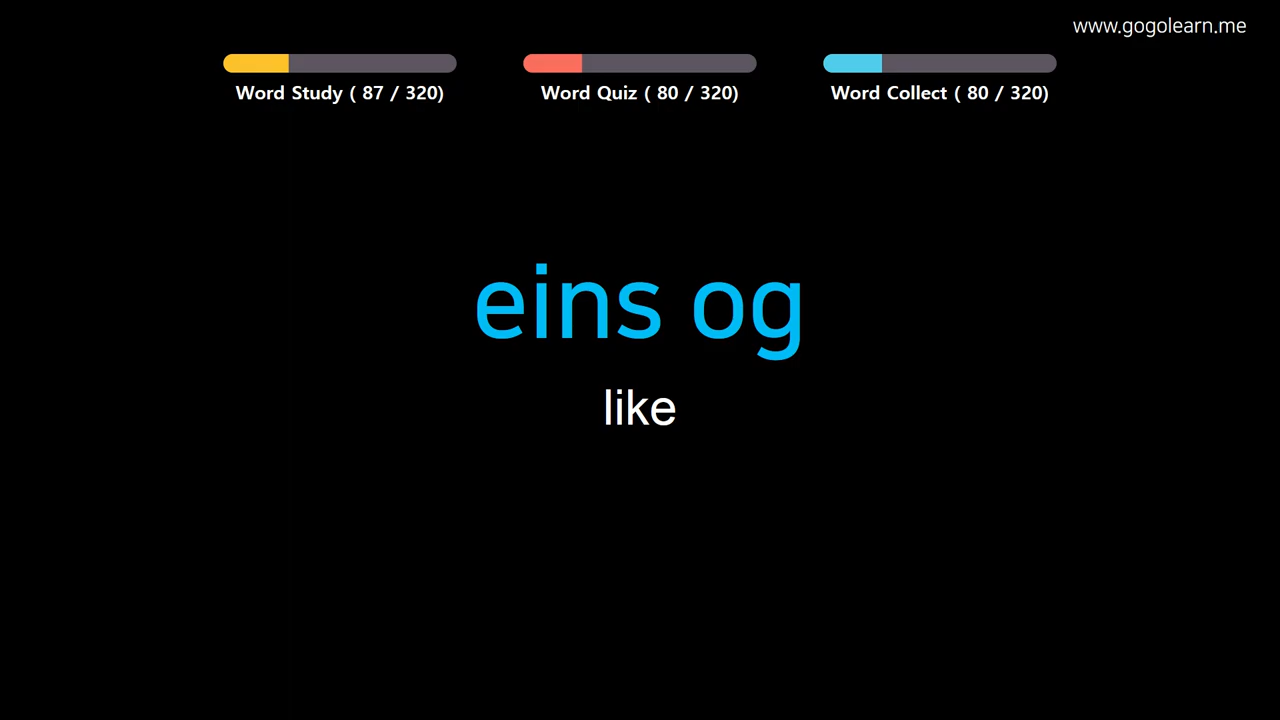 www.gogolearn.me
Word Study ( 87 / 320)
Word Quiz ( 80 / 320)
Word Collect ( 80 / 320)
eins og
like